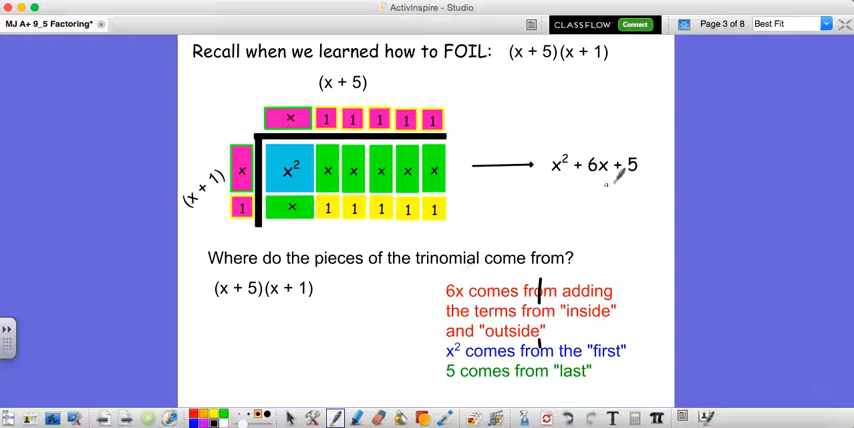 ActivInspire - Studio
MJ A+ 9_5 Factoring*
CLASSFLOW Connect
Page 3 of 8
Best Fit
Recall when we learned how to FOIL: (x + 5)(x + 1)
(x + 5)
x 1 1 1 1 1
(x + 1)
x x² x x x x x
1 x 1 1 1 1 1
x² + 6x + 5
Where do the pieces of the trinomial come from?
(x + 5)(x + 1)
6x comes from adding
the terms from "inside"
and "outside"
x² comes from the "first"
5 comes from "last"
T
π